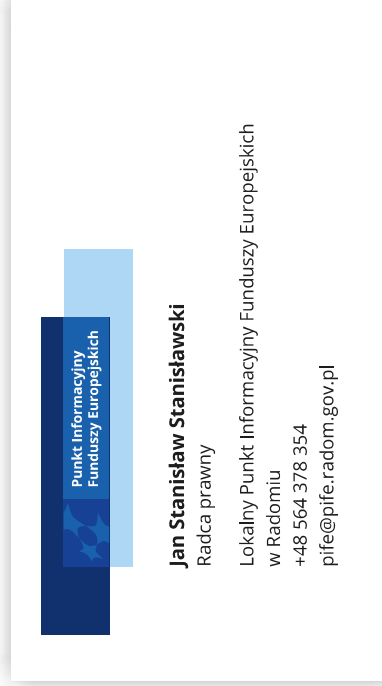 Punkt Informacyjny
Funduszy Europejskich
Jan Stanisław Stanisławski
Radca prawny
Lokalny Punkt Informacyjny Funduszy Europejskich
w Radomiu
+48 564 378 354
pife@pife.radom.gov.pl